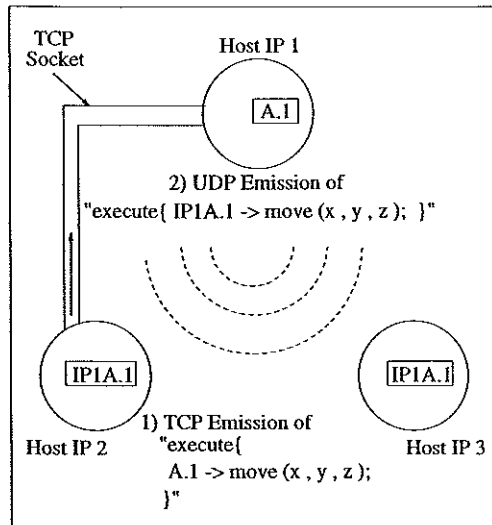 TCP
Socket
Host IP 1
A.1
2) UDP Emission of
"execute{ IP1A.1 -> move (x , y , z ); }"
IP1A.1
IP1A.1
Host IP 2
Host IP 3
1) TCP Emission of
"execute{
A.1 -> move (x , y , z );
}"